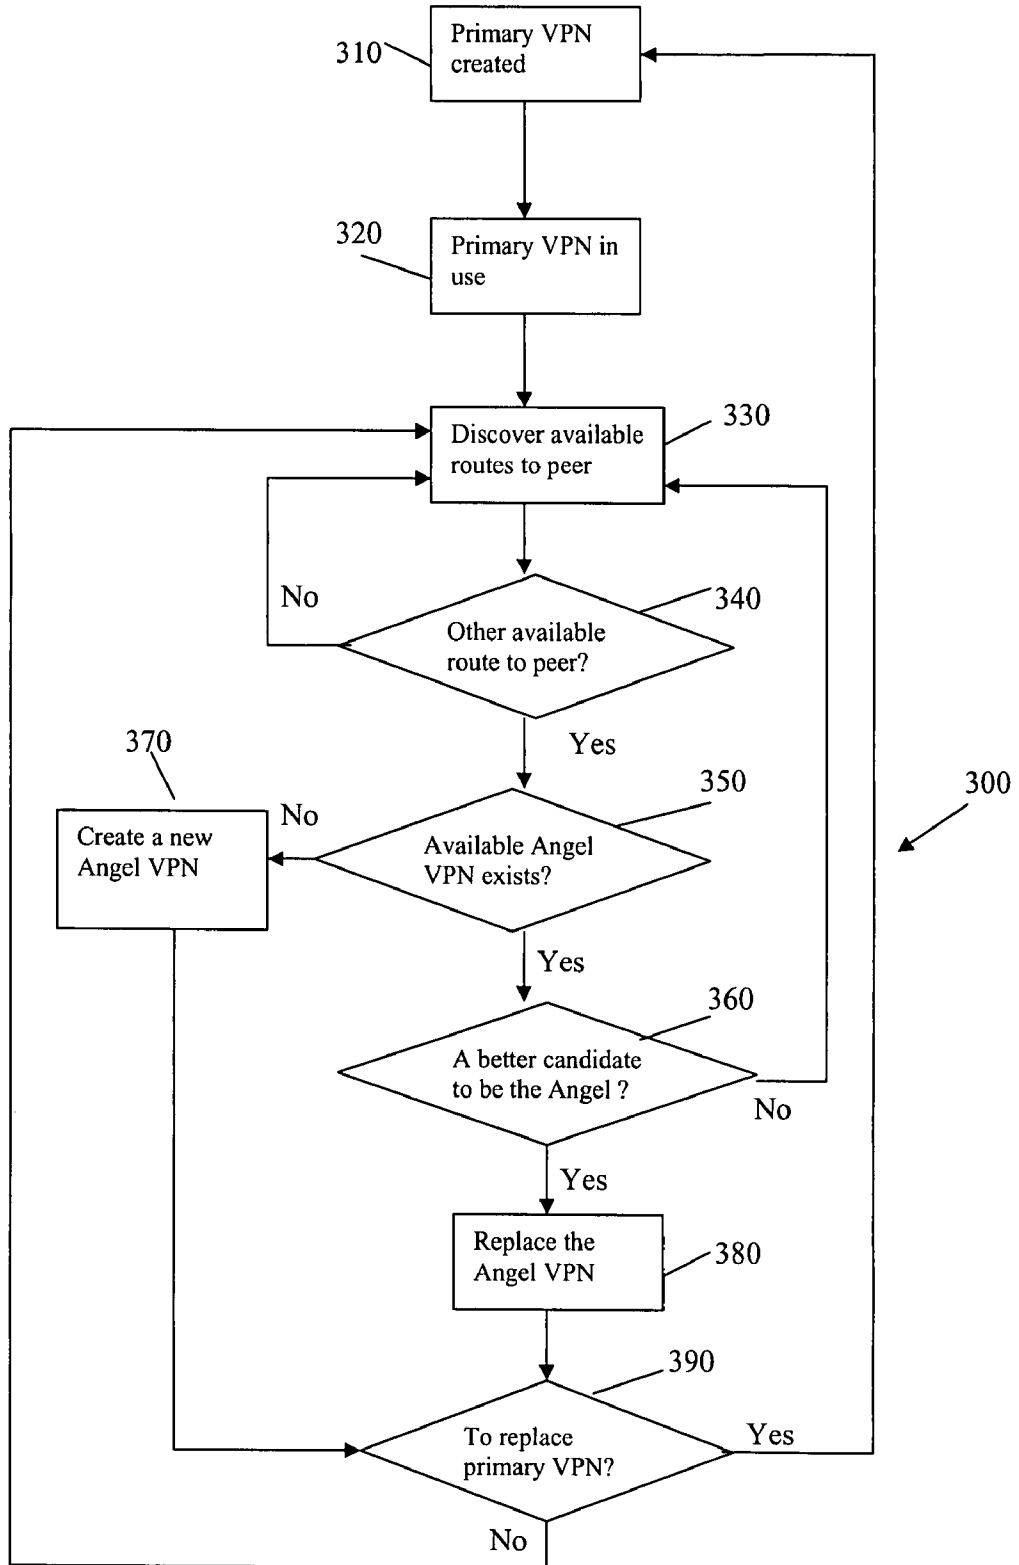 310
Primary VPN
created
320
Primary VPN in
use
330
Discover available
routes to peer
No
340
Other available
route to peer?
Yes
370
350
300
Create a new
Angel VPN
No
Available Angel
VPN exists?
Yes
360
A better candidate
to be the Angel ?
No
Yes
Replace the
Angel VPN
380
390
To replace
primary VPN?
Yes
No